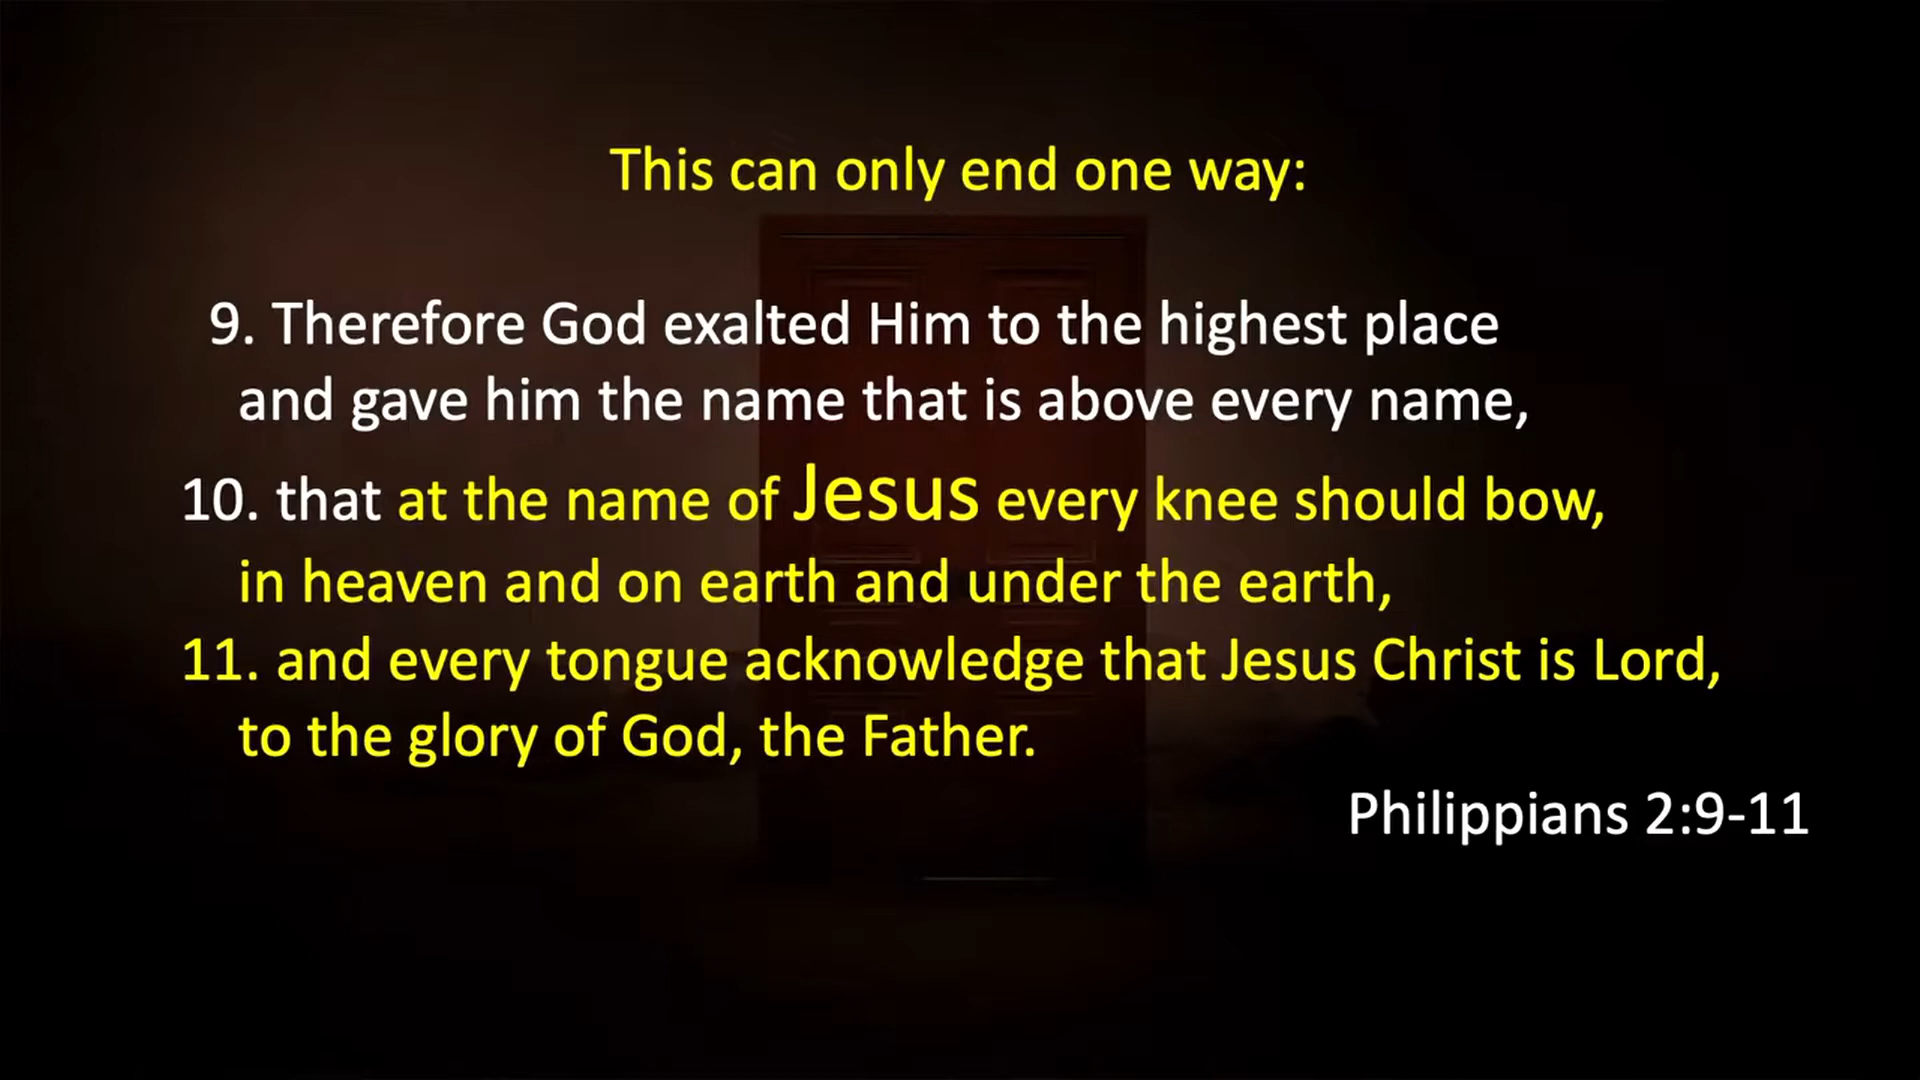 This can only end one way:
9. Therefore God exalted Him to the highest place
and gave him the name that is above every name,
10. that at the name of Jesus every knee should bow,
in heaven and on earth and under the earth,
11. and every tongue acknowledge that Jesus Christ is Lord,
to the glory of God, the Father.
Philippians 2:9-11